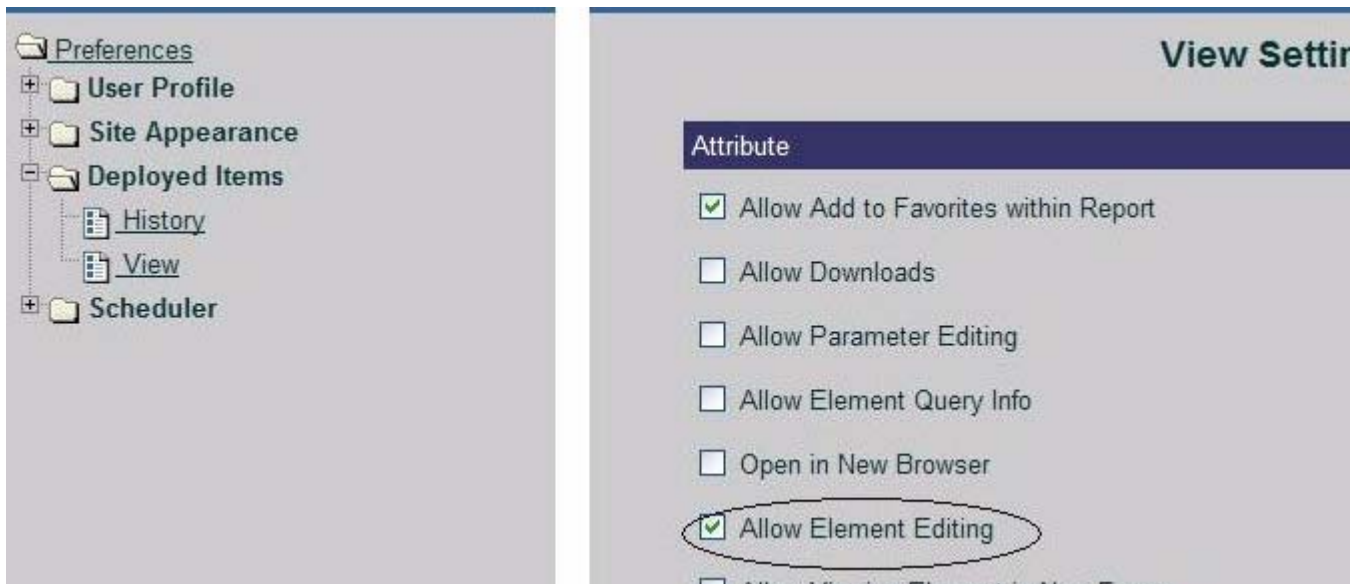 Preferences
User Profile
Site Appearance
Deployed Items
History
View
Scheduler
View Settin
Attribute
Allow Add to Favorites within Report
Allow Downloads
Allow Parameter Editing
Allow Element Query Info
Open in New Browser
Allow Element Editing